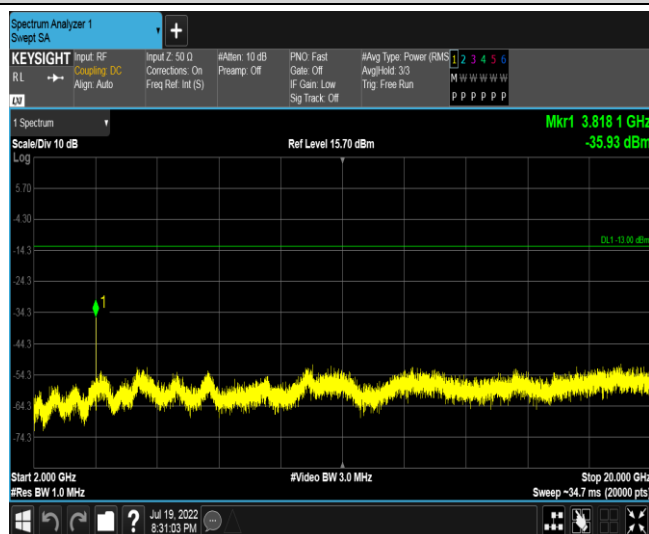 Spectrum Analyzer 1
Swept SA
KEYSIGHT
RL
LXI
Input: RF
Coupling: DC
Align: Auto
Input Z: 50 Ω
Corrections: On
Freq Ref: Int (S)
#Atten: 10 dB
Preamp: Off
PNO: Fast
Gate: Off
IF Gain: Low
Sig Track: Off
#Avg Type: Power (RMS
Avg|Hold: 3/3
Trig: Free Run
1 2 3 4 5 6
M W W W W W
P P P P P P
1 Spectrum
Mkr1 3.818 1 GHz
Scale/Div 10 dB
Ref Level 15.70 dBm
-35.93 dBm
Log
5.70
-4.30
DL1 -13.00 dBm
-14.3
-24.3
1
-34.3
-44.3
-54.3
-64.3
-74.3
Start 2.000 GHz
#Video BW 3.0 MHz
Stop 20.000 GHz
#Res BW 1.0 MHz
Sweep ~34.7 ms (20000 pts)
?
Jul 19, 2022
8:31:03 PM